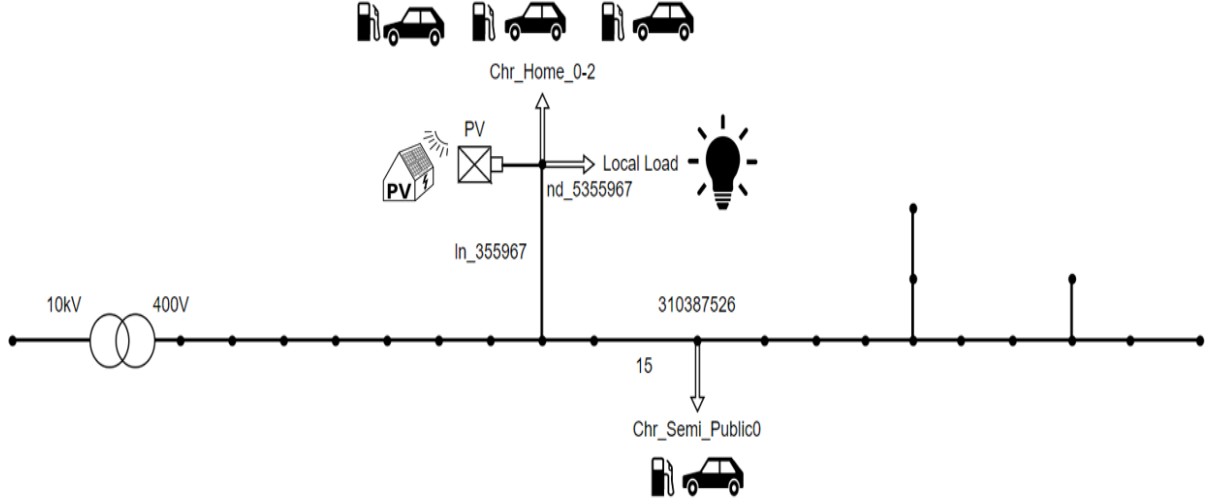 Chr_Home_0-2
PV
PV
Local Load
nd_5355967
ln_355967
10kV
400V
310387526
15
Chr_Semi_Public0